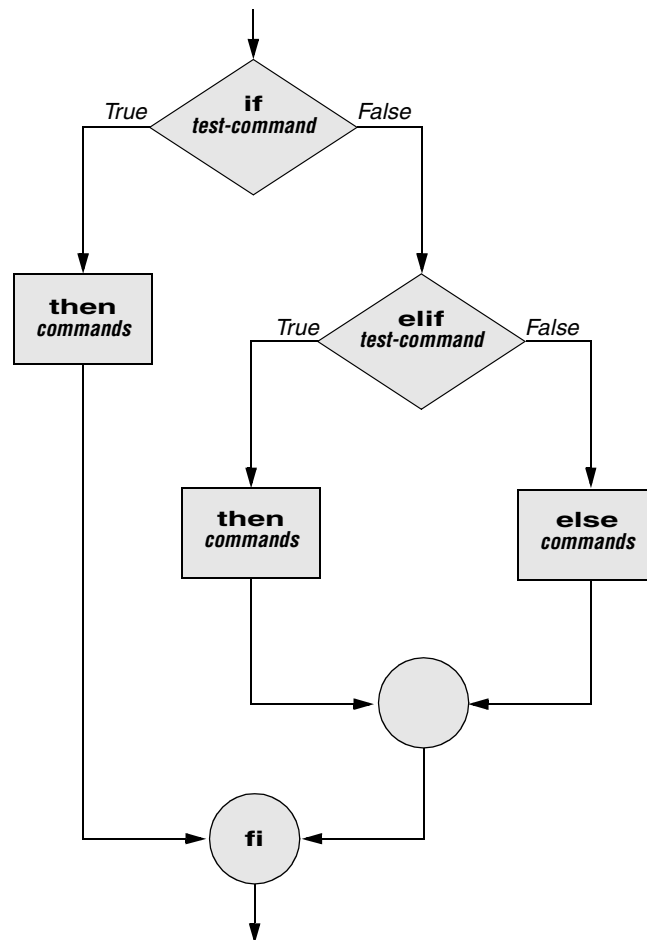 if
test-command
True
False
then
commands
elif
test-command
True
False
then
commands
else
commands
fi